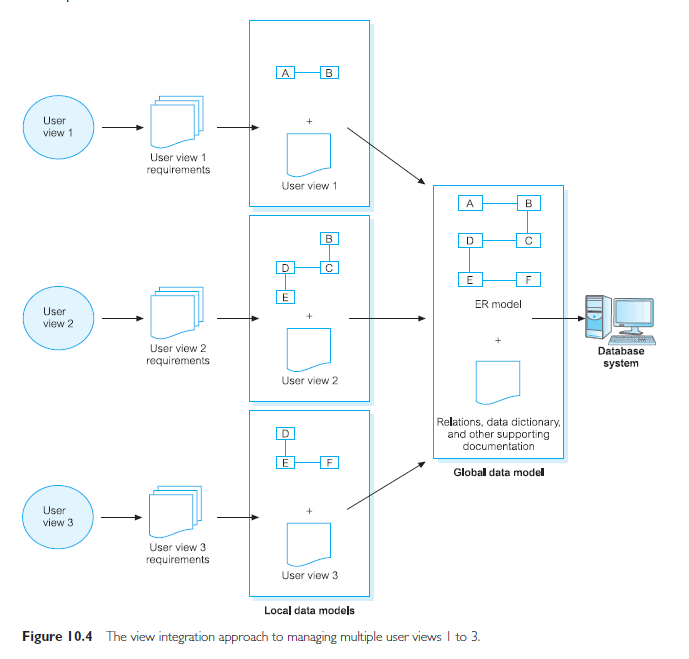 A
B
+
User
view 1
User view 1
requirements
User view 1
A
B
B
D
C
D
C
E
E
F
ER model
User
view 2
+
User view 2
requirements
User view 2
+
Database
system
Relations, data dictionary,
and other supporting
documentation
Global data model
D
E
F
User
view 3
+
User view 3
requirements
User view 3
Local data models
Figure 10.4 The view integration approach to managing multiple user views 1 to 3.